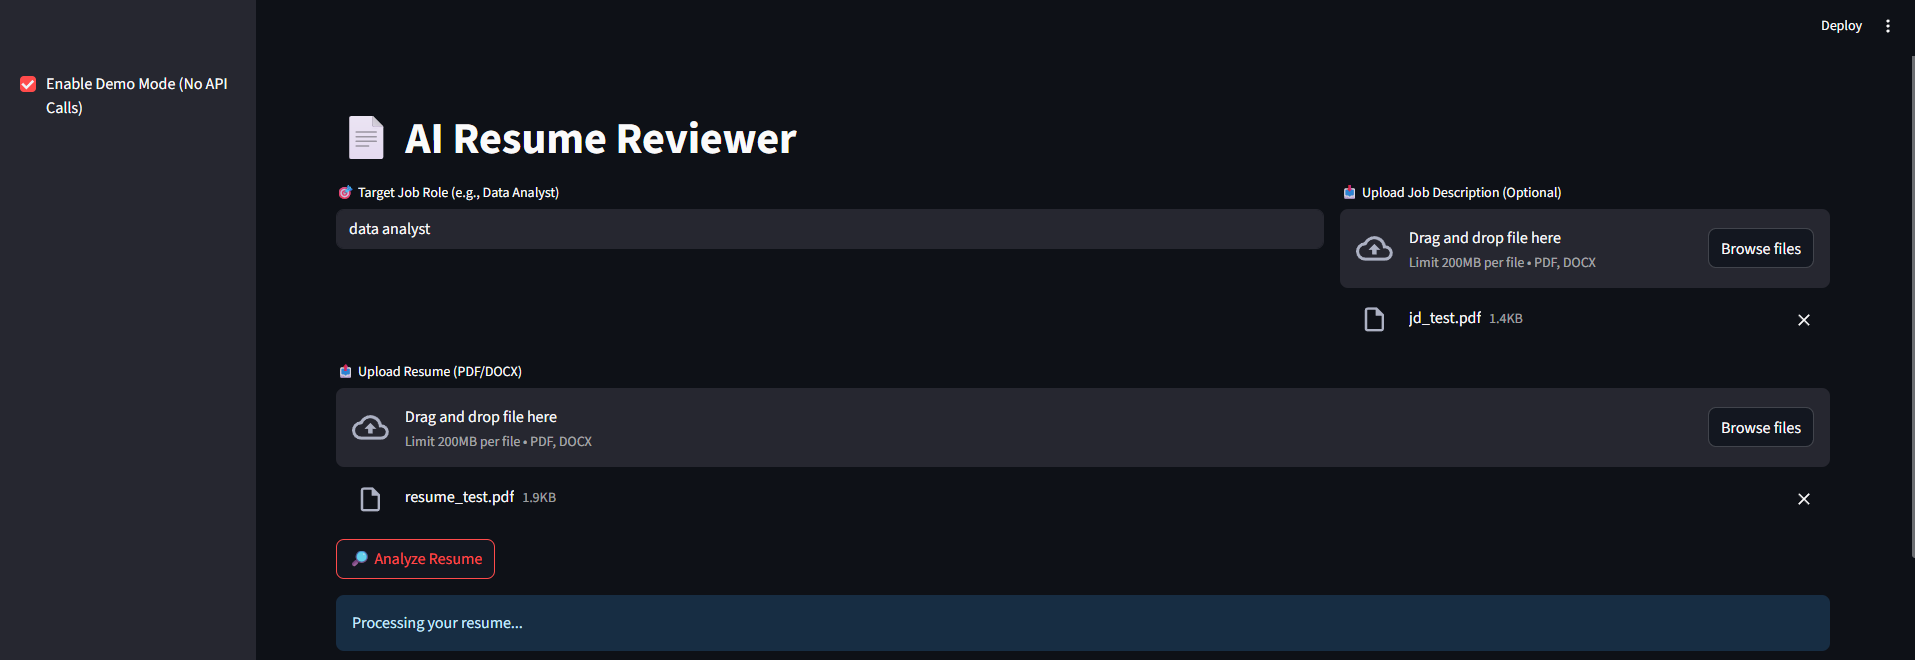 Deploy
Enable Demo Mode (No API
Calls)
AI Resume Reviewer
Target Job Role (e.g., Data Analyst)
data analyst
Upload Job Description (Optional)
Drag and drop file here
Limit 200MB per file • PDF, DOCX
Browse files
jd_test.pdf 1.4KB
Upload Resume (PDF/DOCX)
Drag and drop file here
Limit 200MB per file • PDF, DOCX
Browse files
resume_test.pdf 1.9KB
Analyze Resume
Processing your resume...